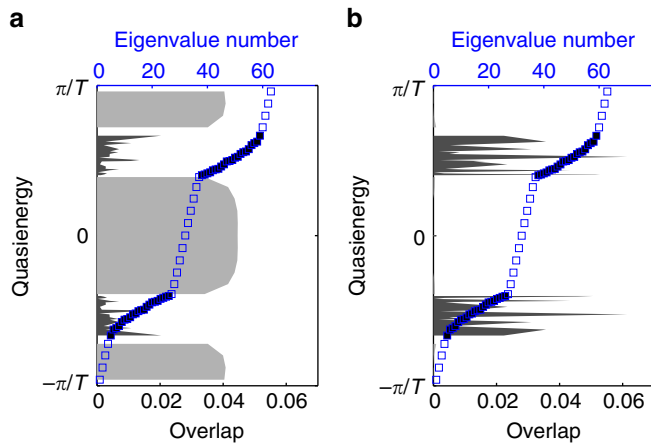 a
b
Eigenvalue number
Eigenvalue number
0 20 40 60
0 20 40 60
π/T
π/T
Quasienergy
Quasienergy
0
0
−π/T
−π/T
0 0.02 0.04 0.06
0 0.02 0.04 0.06
Overlap
Overlap